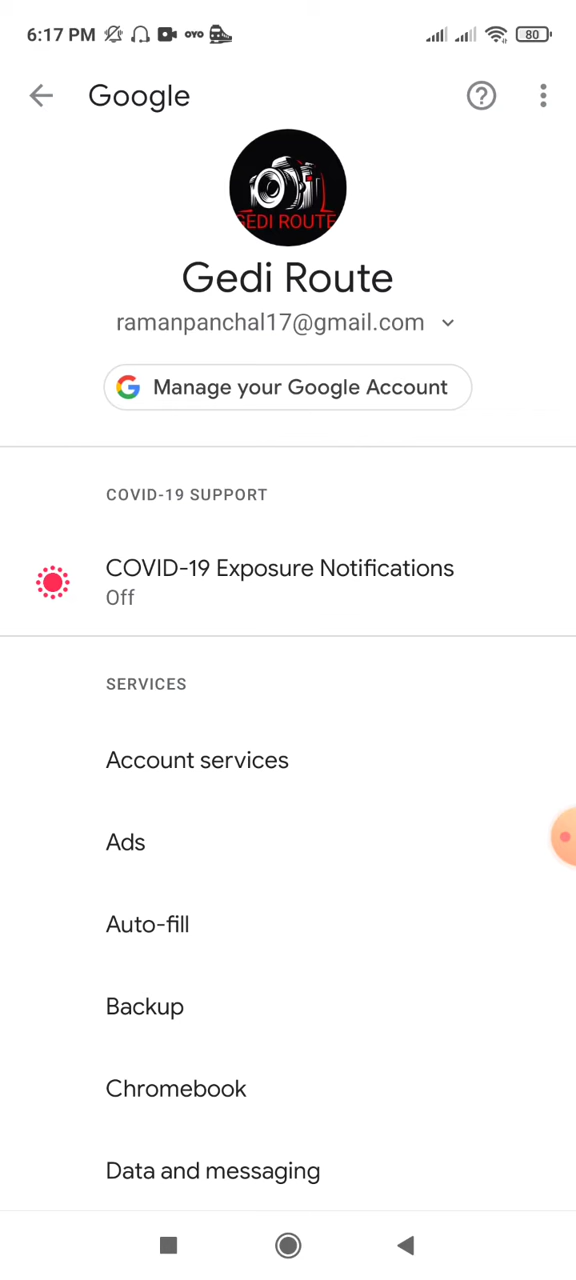 6:17 PM OYO 80
Google
GEDI ROUTE
Gedi Route
ramanpanchal17@gmail.com
Manage your Google Account
COVID-19 SUPPORT
COVID-19 Exposure Notifications
Off
SERVICES
Account services
Ads
Auto-fill
Backup
Chromebook
Data and messaging